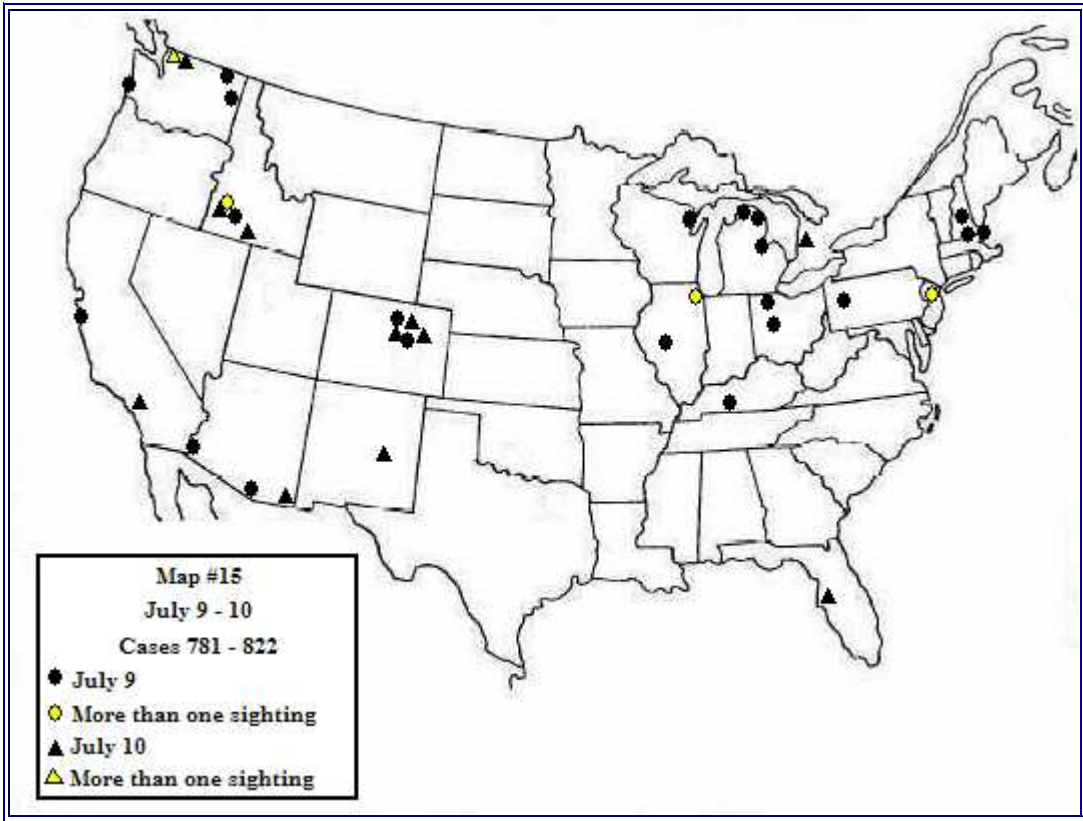 Map #15
July 9 - 10
Cases 781 - 822
July 9
More than one sighting
July 10
More than one sighting